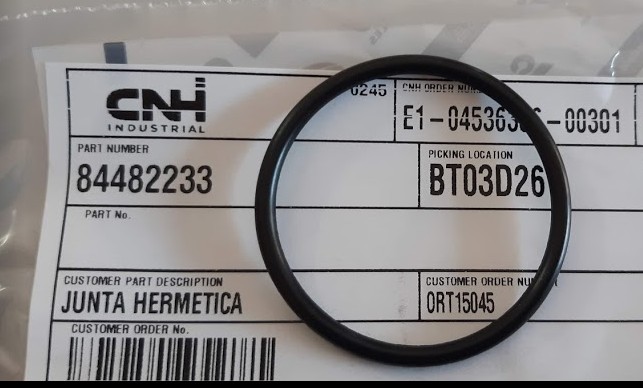 CNH
INDUSTRIAL
0245
CNH ORDER
E1-04536 -00301
PART NUMBER
84482233
PICKING LOCATION
BT03D26
PART No.
CUSTOMER PART DESCRIPTION
JUNTA HERMETICA
CUSTOMER ORDER
ORT15045
CUSTOMER ORDER No.